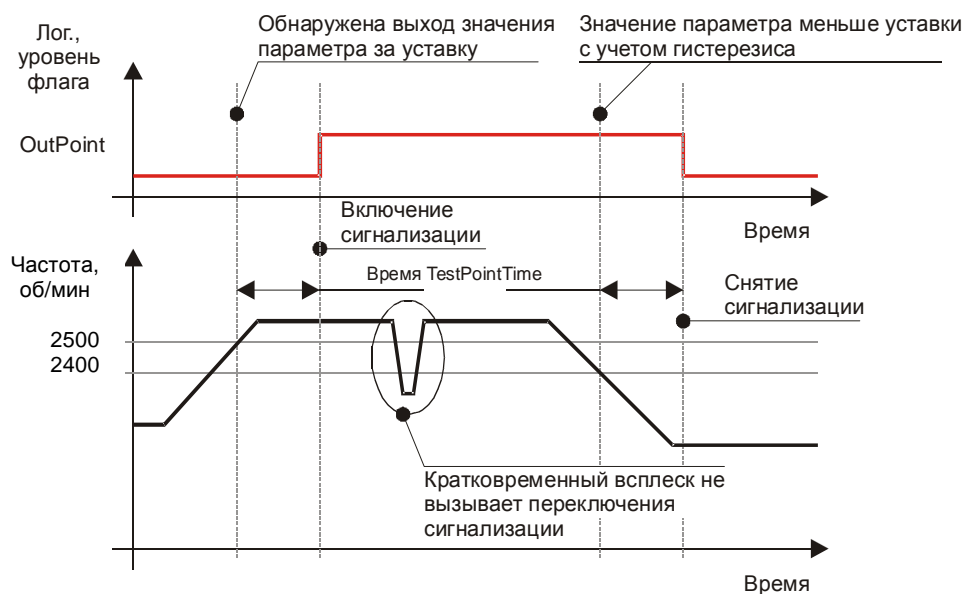 Лог.,
уровень
флага
Обнаружена выход значения
параметра за уставку
Значение параметра меньше уставки
с учетом гистерезиса
OutPoint
Время
Включение
сигнализации
Частота,
об/мин
Время TestPointTime
Снятие
сигнализации
2500
2400
Кратковременный всплеск не
вызывает переключения
сигнализации
Время